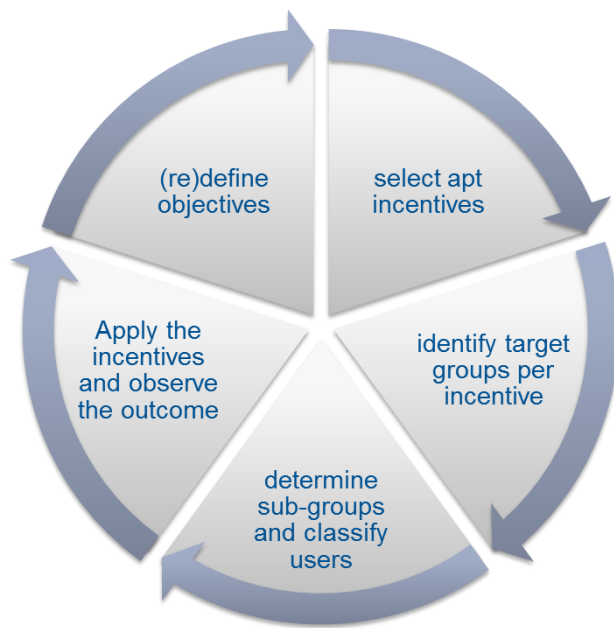 (re)define
objectives
select apt
incentives
identify target
groups per
incentive
determine
sub-groups
and classify
users
Apply the
incentives
and observe
the outcome